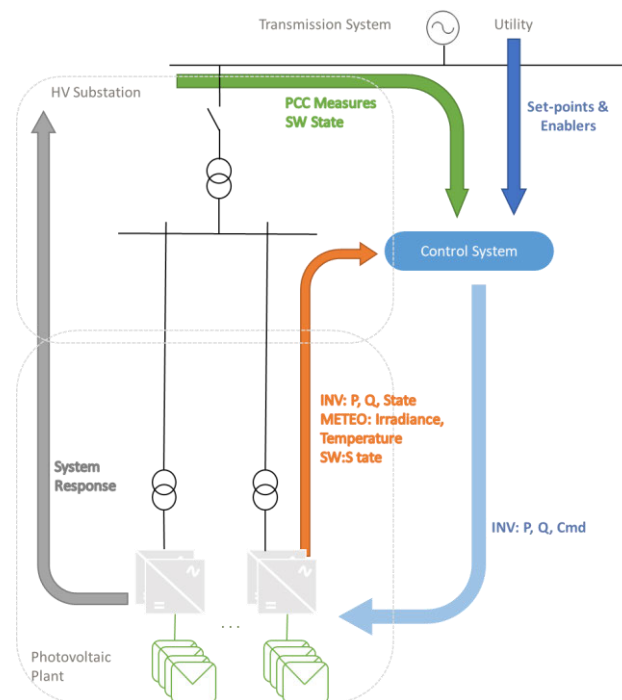 Transmission System
Utility
HV Substation
PCC Measures
SW State
Set-points &
Enablers
Control System
INV: P, Q, State
METEO: Irradiance,
Temperature
SW:S tate
System
Response
INV: P, Q, Cmd
. . .
Photovoltaic
Plant